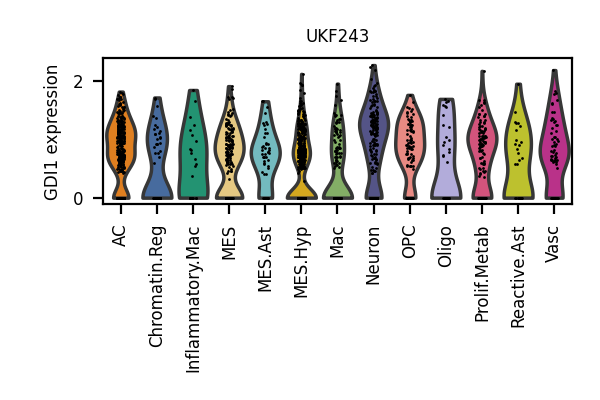 UKF243
GDI1 expression
2
0
AC
Chromatin.Reg
Inflammatory.Mac
MES
MES.Ast
MES.Hyp
Mac
Neuron
OPC
Oligo
Prolif.Metab
Reactive.Ast
Vasc